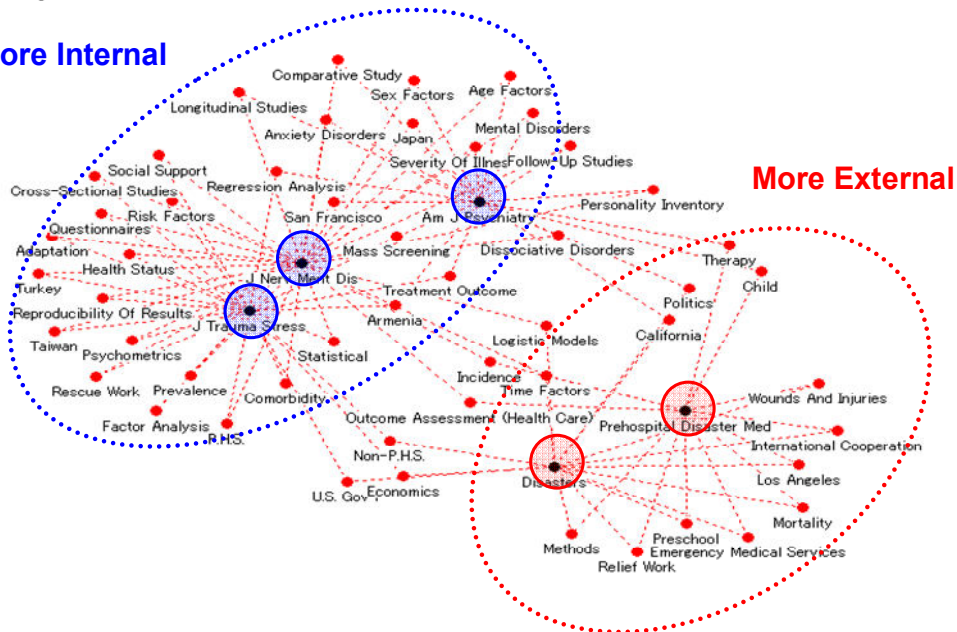 ore Internal
Comparative Study
Sex Factors
Age Factors
Longitudinal Studies
Anxiety Disorders
Japan
Mental Disorders
Severity Of Illnes
Follow-Up Studies
Social Support
Cross-Sectional Studies
Regression Analysis
More External
Risk Factors
San Francisco
Am J Psychiatry
Personality Inventory
Questionnaires
Adaptation
Mass Screening
Dissociative Disorders
Health Status
Therapy
J Nerv Ment Dis
Treatment Outcome
Child
Turkey
Politics
Reproducibility Of Results
Armenia
J Trauma Stress
California
Taiwan
Logistic Models
Psychometrics
Statistical
Incidence
Rescue Work
Prevalence
Time Factors
Comorbidity
Wounds And Injuries
Factor Analysis
Outcome Assessment (Health Care)
Prehospital Disaster Med
P.H.S.
International Cooperation
Non-P.H.S.
Los Angeles
U.S. Gov
Economics
Disasters
Mortality
Methods
Preschool
Emergency Medical Services
Relief Work